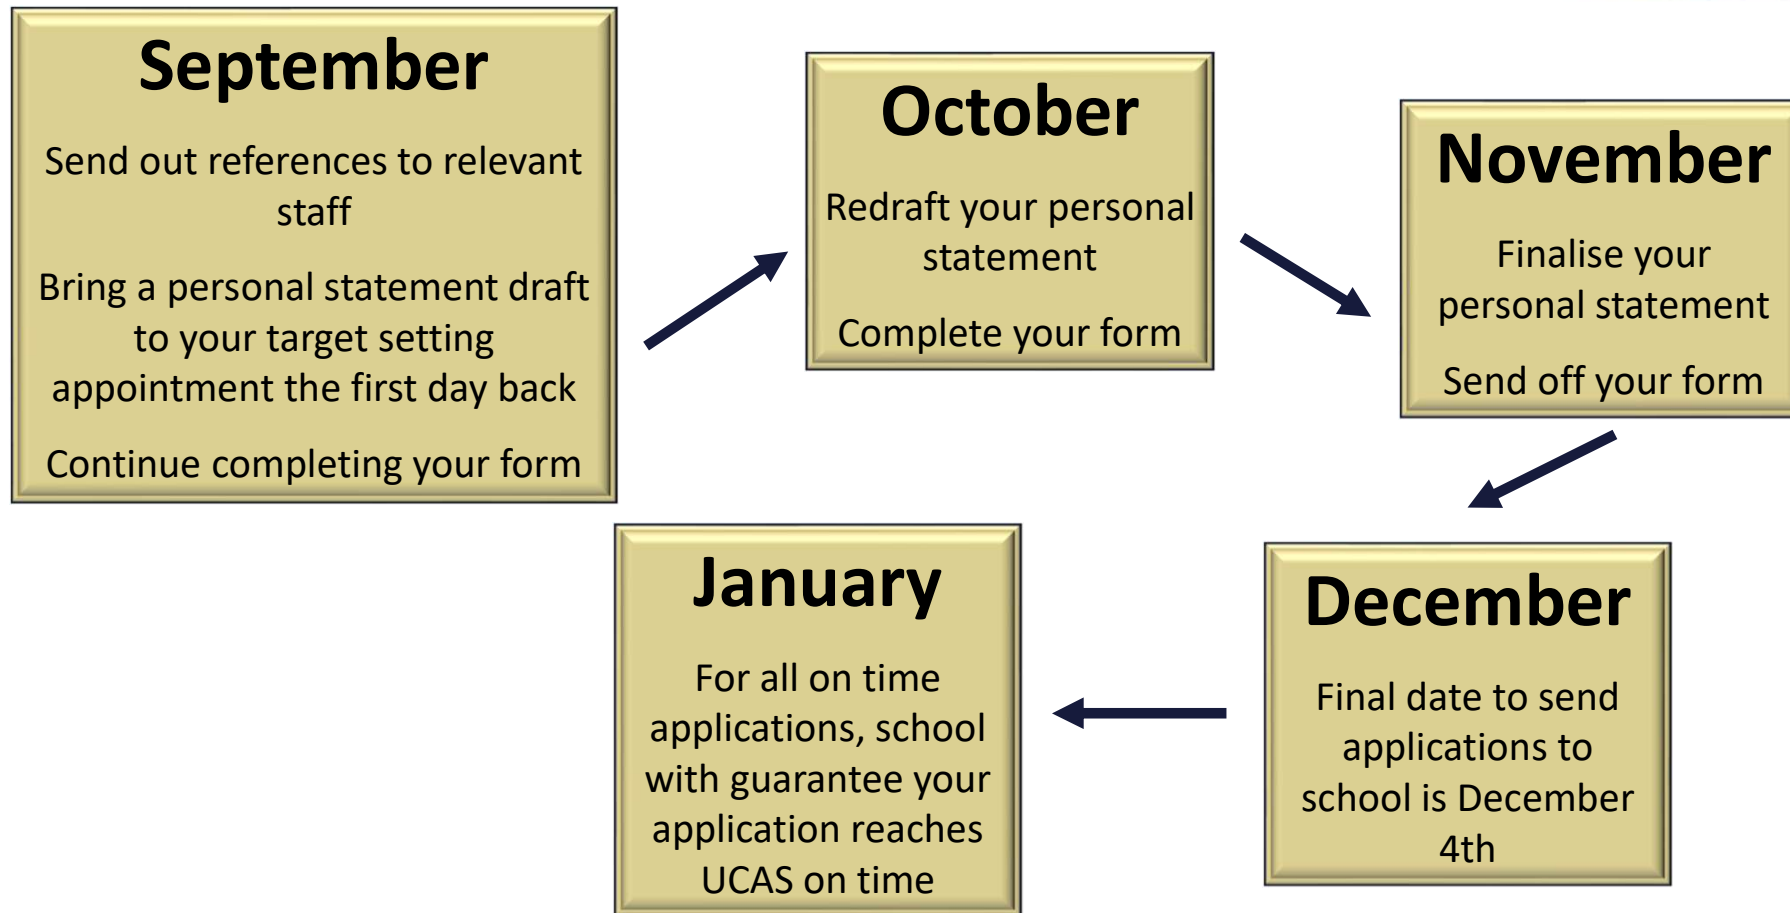 September
Send out references to relevant
staff
Bring a personal statement draft
to your target setting
appointment the first day back
Continue completing your form
October
Redraft your personal
statement
Complete your form
November
Finalise your
personal statement
Send off your form
December
Final date to send
applications to
school is December
4th
January
For all on time
applications, school
with guarantee your
application reaches
UCAS on time